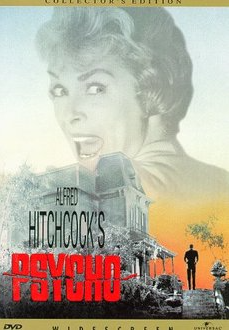 COLLECTOR'S EDITION
ALFRED
HITCHCOCK'S
PSYCHO
DVD
UNIVERSAL
WIDESCREEN